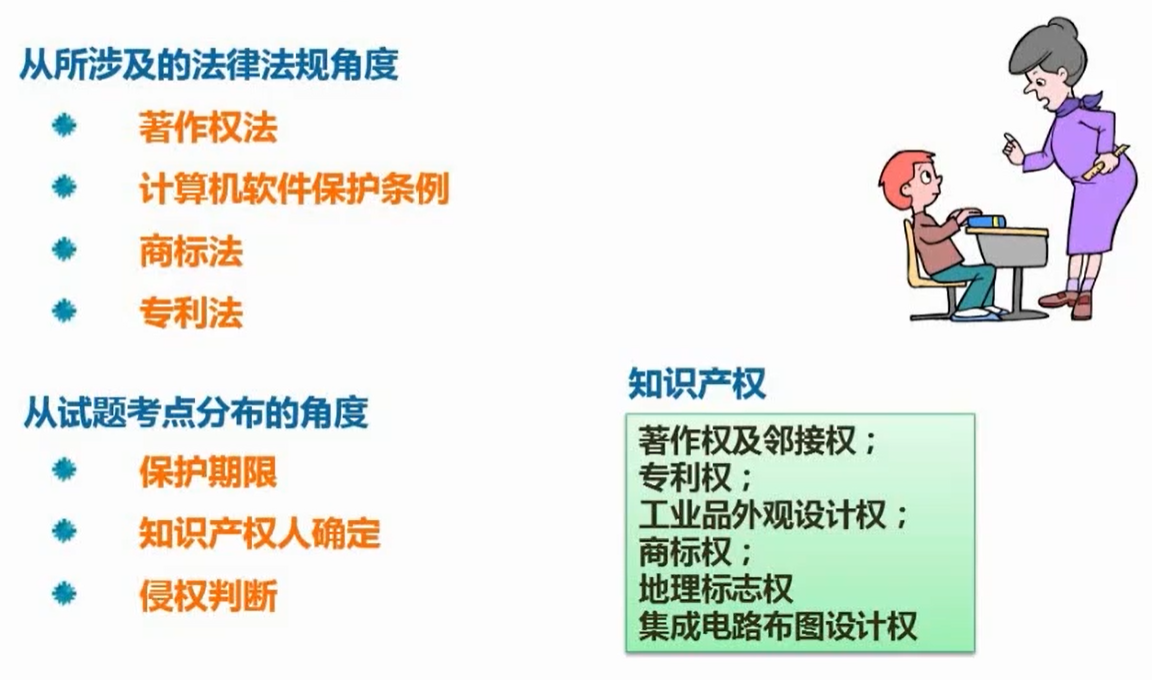 从所涉及的法律法规角度
著作权法
计算机软件保护条例
商标法
专利法
从试题考点分布的角度
保护期限
知识产权人确定
侵权判断
知识产权
著作权及邻接权；
专利权；
工业品外观设计权；
商标权；
地理标志权
集成电路布图设计权